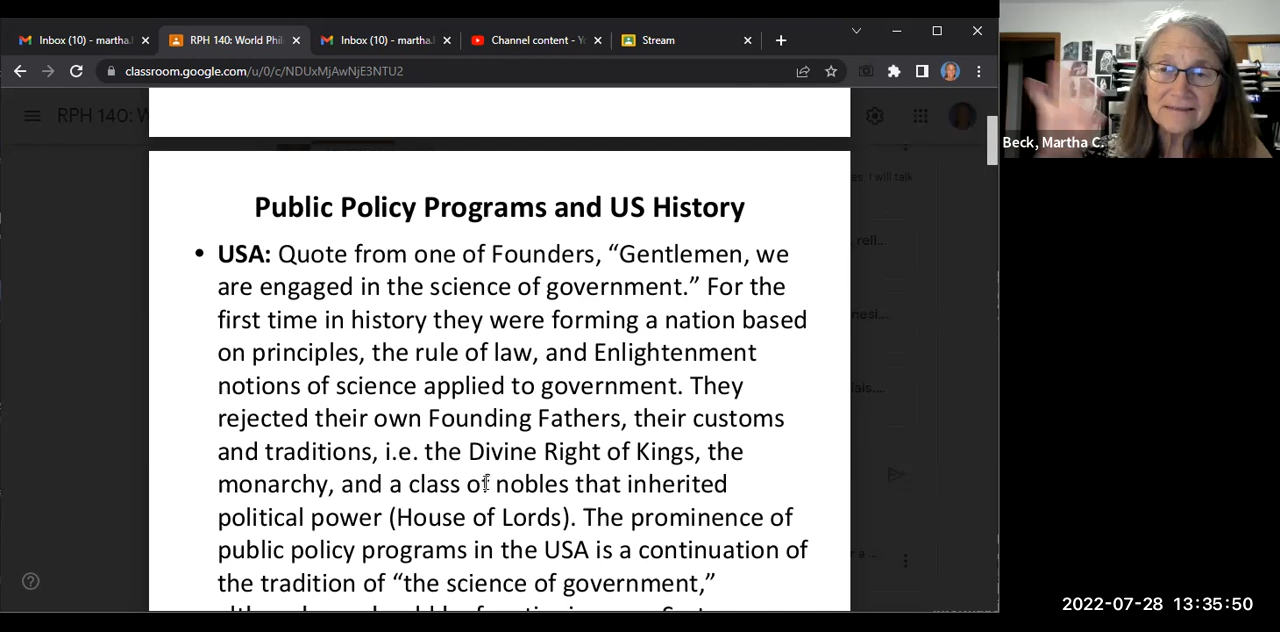 Inbox (10) - martha.
RPH 140: World Phil
Inbox (10) - martha.
Channel content - Yo
Stream
classroom.google.com/u/0/c/NDUxMjAwNjE3NTU2
RPH 140: W
es. I will talk
Beck, Martha C.
Public Policy Programs and US History
• USA: Quote from one of Founders, “Gentlemen, we
are engaged in the science of government.” For the
first time in history they were forming a nation based
on principles, the rule of law, and Enlightenment
notions of science applied to government. They
rejected their own Founding Fathers, their customs
and traditions, i.e. the Divine Right of Kings, the
monarchy, and a class of nobles that inherited
political power (House of Lords). The prominence of
public policy programs in the USA is a continuation of
the tradition of “the science of government,”
2022-07-28 13:35:50